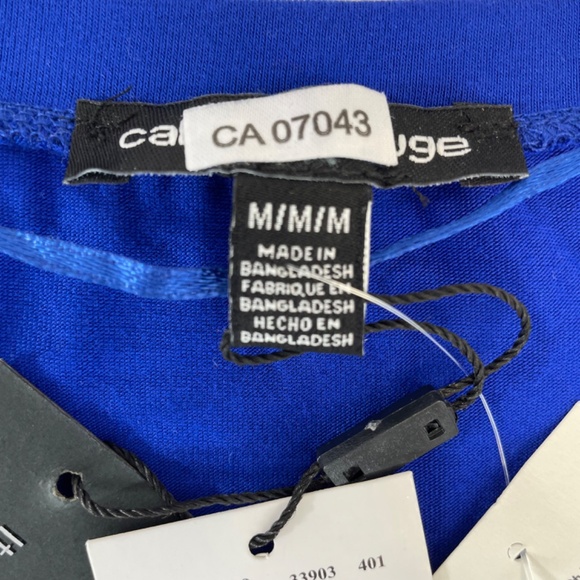 CA 07043
M/M/M
MADE IN
BANGLADESH
FABRIQUE EN
BANGLADESH
HECHO EN
BANGLADESH
33903 401